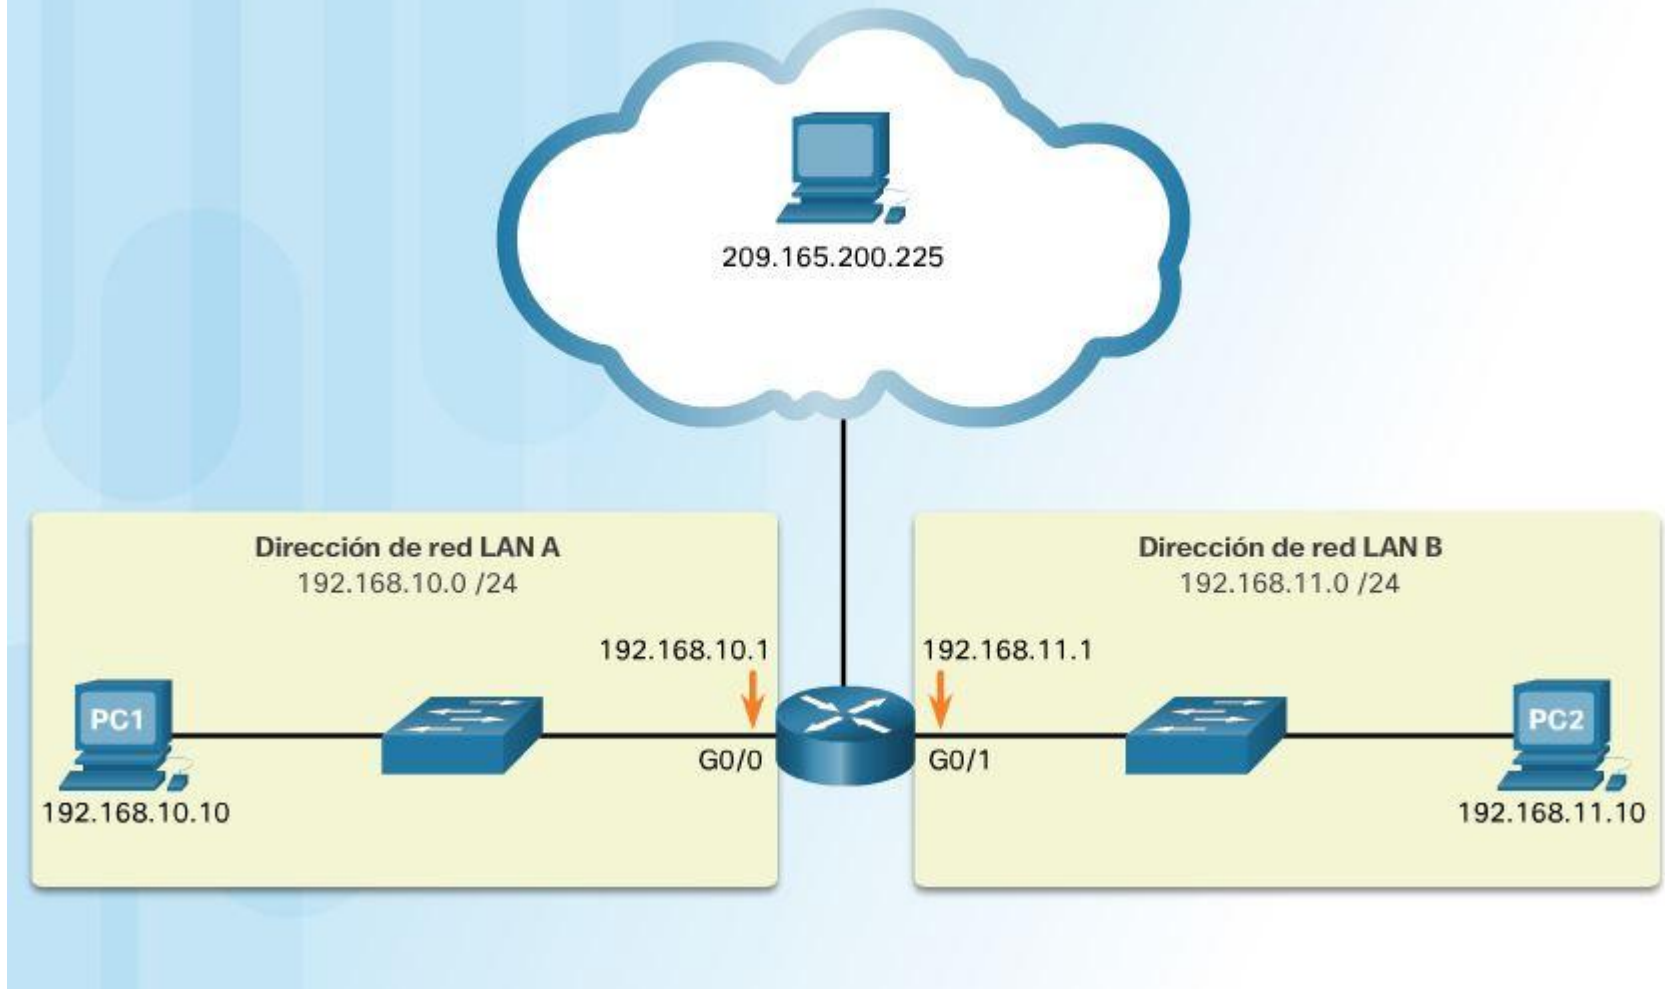 209.165.200.225
Dirección de red LAN A
192.168.10.0 /24
192.168.10.1
PC1
G0/0
192.168.10.10
Dirección de red LAN B
192.168.11.0 /24
192.168.11.1
G0/1
PC2
192.168.11.10